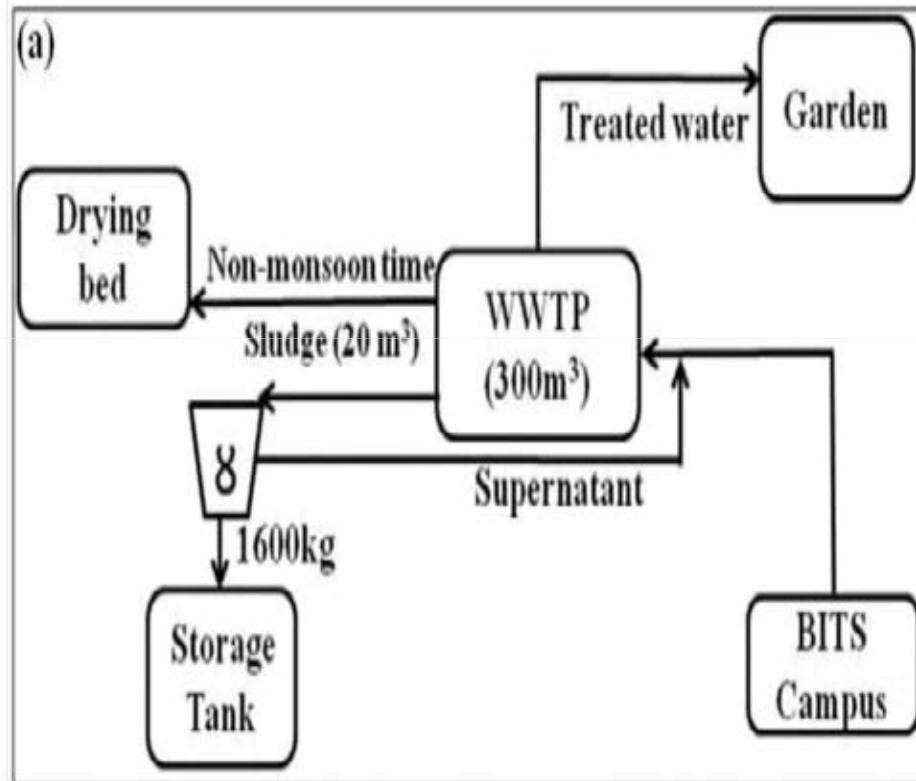 (a)
Garden
Treated water
Drying
bed
Non-monsoon time
Sludge (20 m³)
WWTP
(300m³)
Supernatant
1600kg
Storage
Tank
BITS
Campus